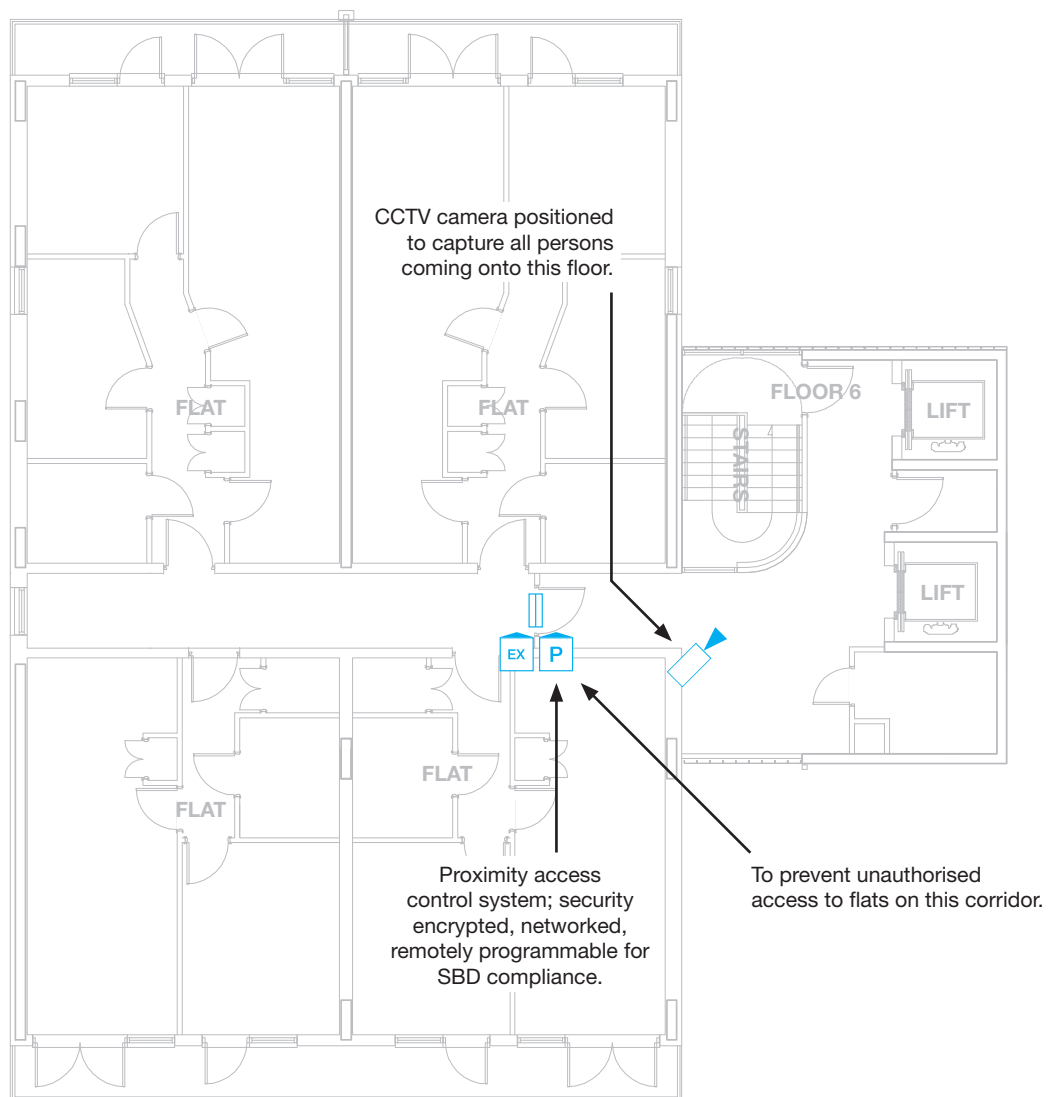 CCTV camera positioned
to capture all persons
coming onto this floor.
FLOOR 6
LIFT
FLAT
FLAT
STAIRS
LIFT
EX
P
FLAT
FLAT
Proximity access
control system; security
encrypted, networked,
remotely programmable for
SBD compliance.
To prevent unauthorised
access to flats on this corridor.